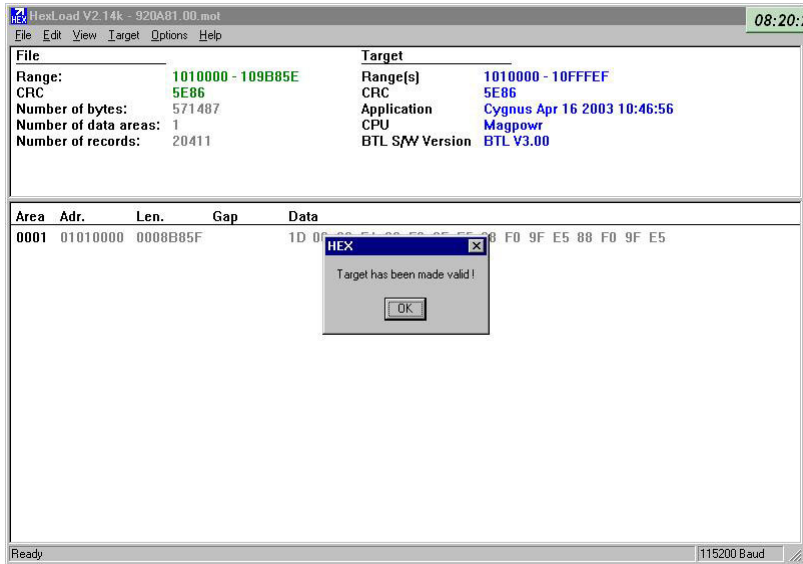 HexLoad V2.14k - 920A81.00.mot
08:20:
File Edit View Target Options Help
File Target
Range: 1010000 - 109B85E Range(s) 1010000 - 10FFFEF
CRC 5E86 CRC 5E86
Number of bytes: 571487 Application Cygnus Apr 16 2003 10:46:56
Number of data areas: 1 CPU Magpowr
Number of records: 20411 BTL S/W Version BTL V3.00
Area Adr. Len. Gap Data
0001 01010000 0008B85F 1D F0 9F E5 88 F0 9F E5
HEX
Target has been made valid !
OK
Ready 115200 Baud